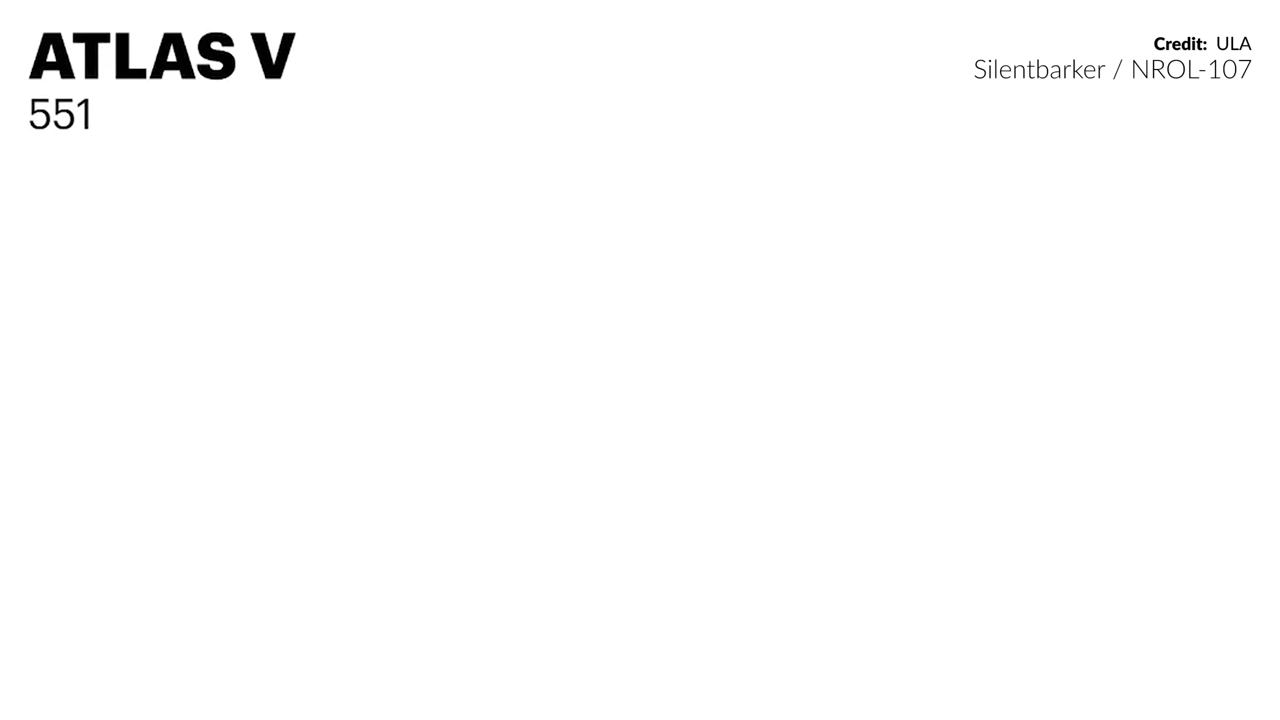 ATLAS V
551
Credit: ULA
Silentbarker / NROL-107